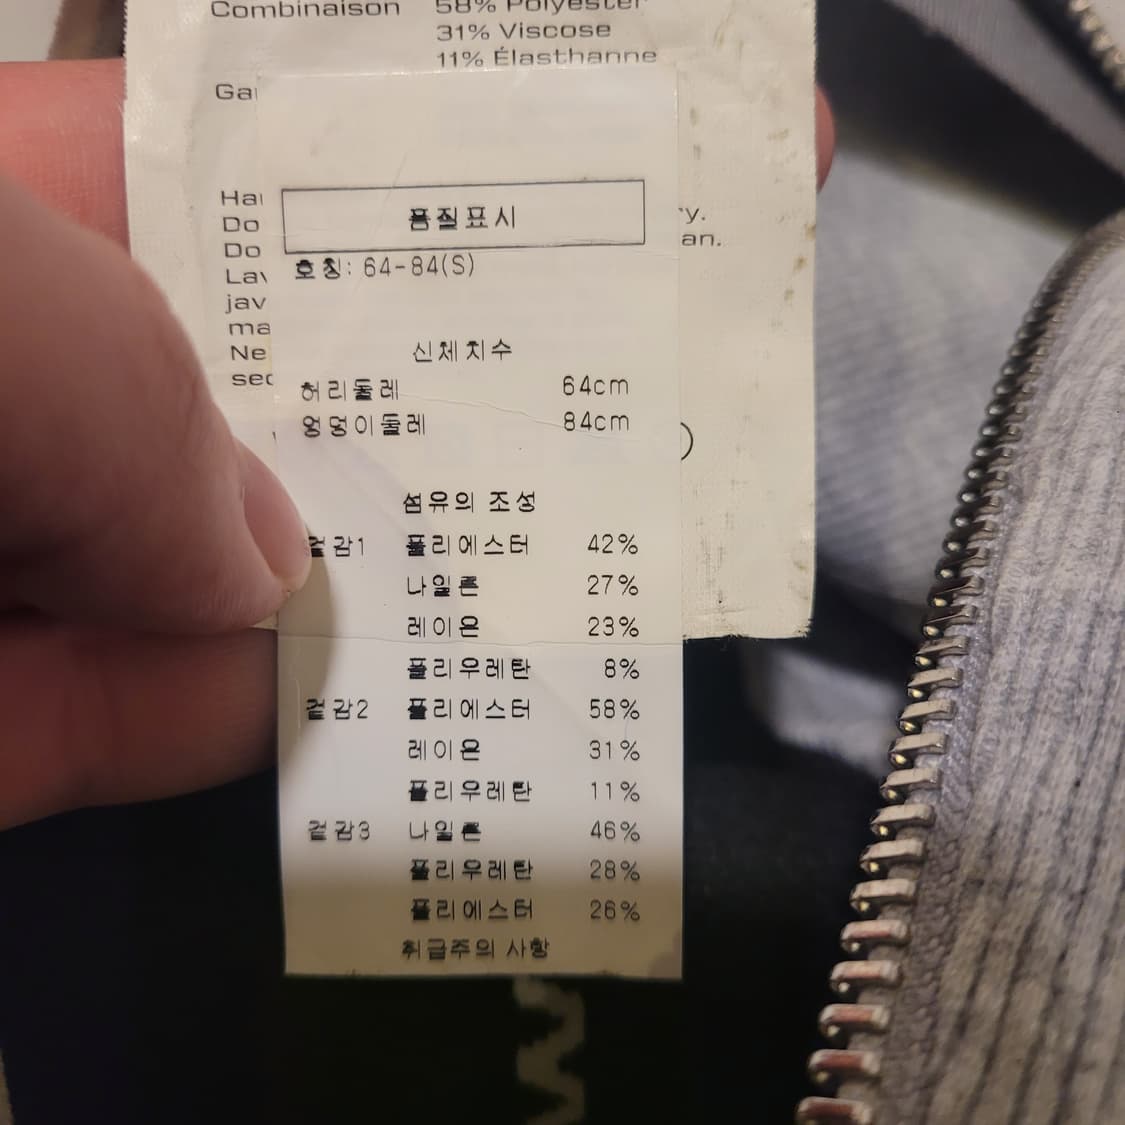 Combinaison 58% Polyester
31% Viscose
11% Élasthanne
품질표시
호칭: 64-84(S)
신체치수
허리둘레 64cm
엉덩이둘레 84cm
섬유의 조성
겉감1 폴리에스터 42%
나일론 27%
레이온 23%
폴리우레탄 8%
겉감2 폴리에스터 58%
레이온 31%
폴리우레탄 11%
겉감3 나일론 46%
폴리우레탄 28%
폴리에스터 26%
취급주의 사항